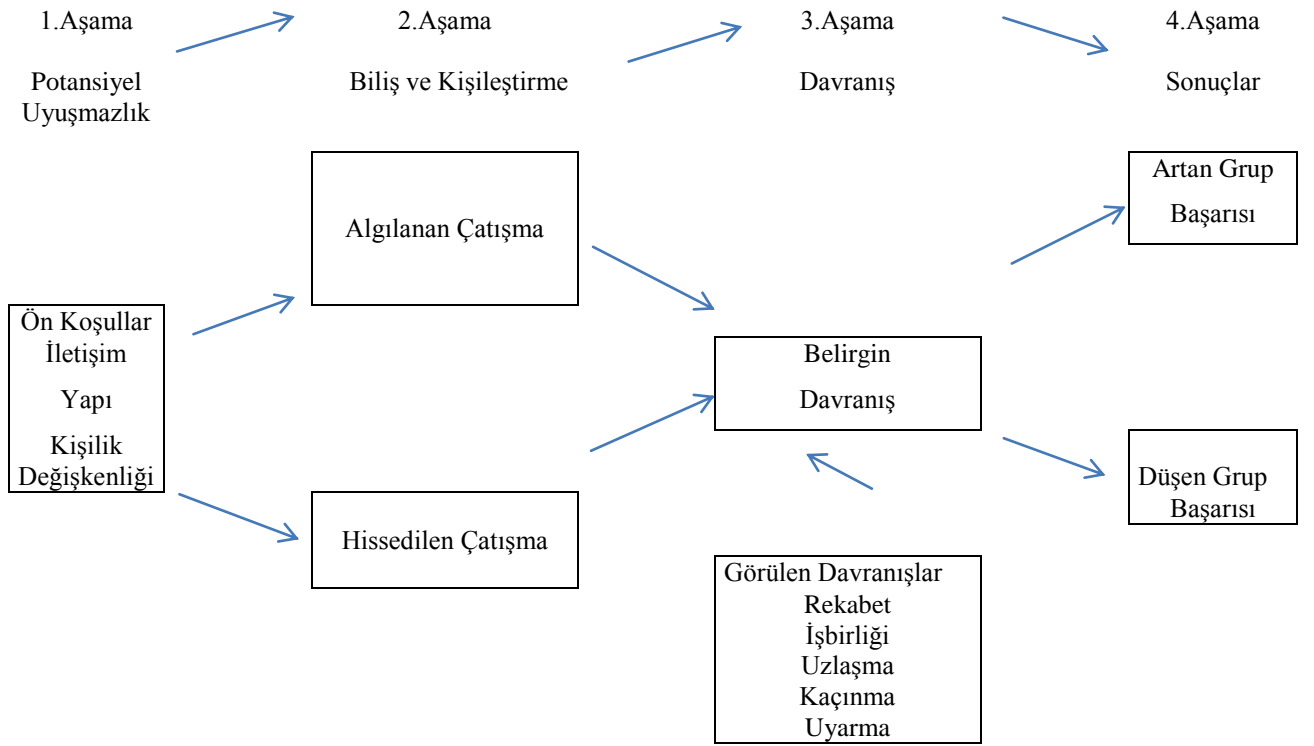 1.Aşama
2.Aşama
3.Aşama
4.Aşama
Potansiyel
Uyuşmazlık
Biliş ve Kişileştirme
Davranış
Sonuçlar
Ön Koşullar
İletişim
Yapı
Kişilik
Değişkenliği
Algılanan Çatışma
Hissedilen Çatışma
Belirgin
Davranış
Görülen Davranışlar
Rekabet
İşbirliği
Uzlaşma
Kaçınma
Uyarma
Artan Grup
Başarısı
Düşen Grup
Başarısı